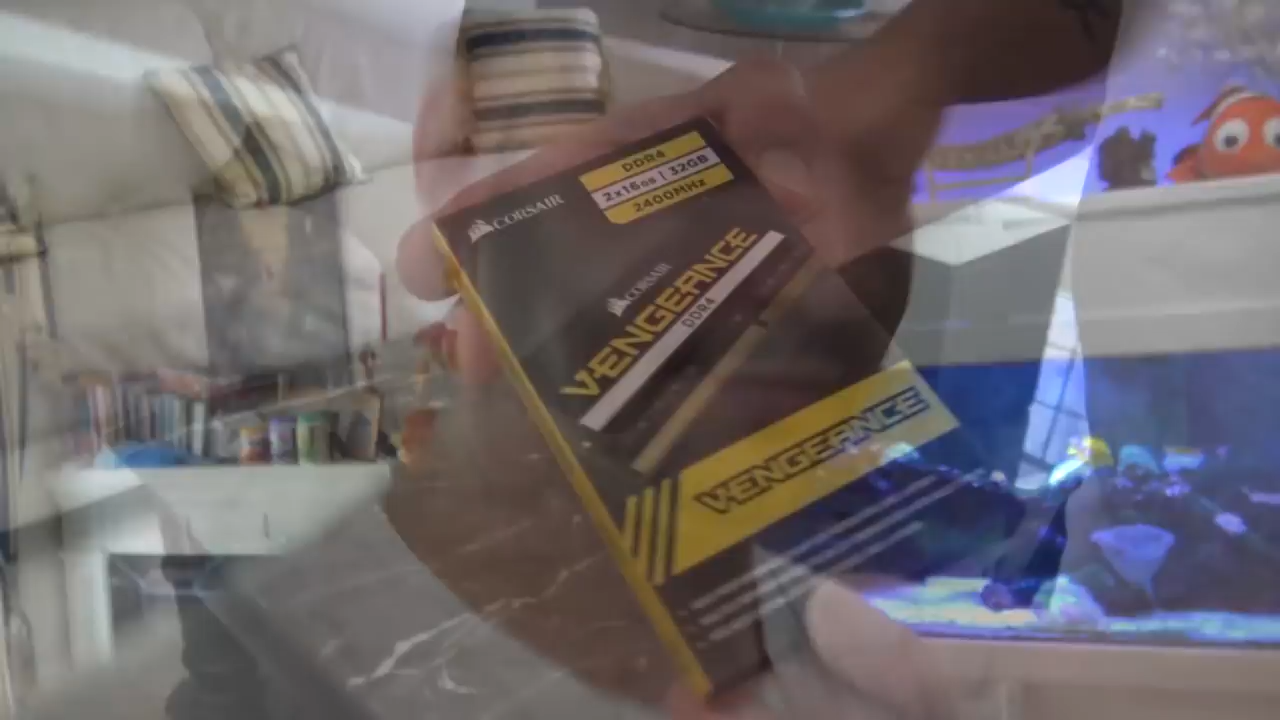 DDR4
2x16GB | 32GB
2400MHz
CORSAIR
CORSAIR
VENGEANCE
DDR4
VENGEANCE